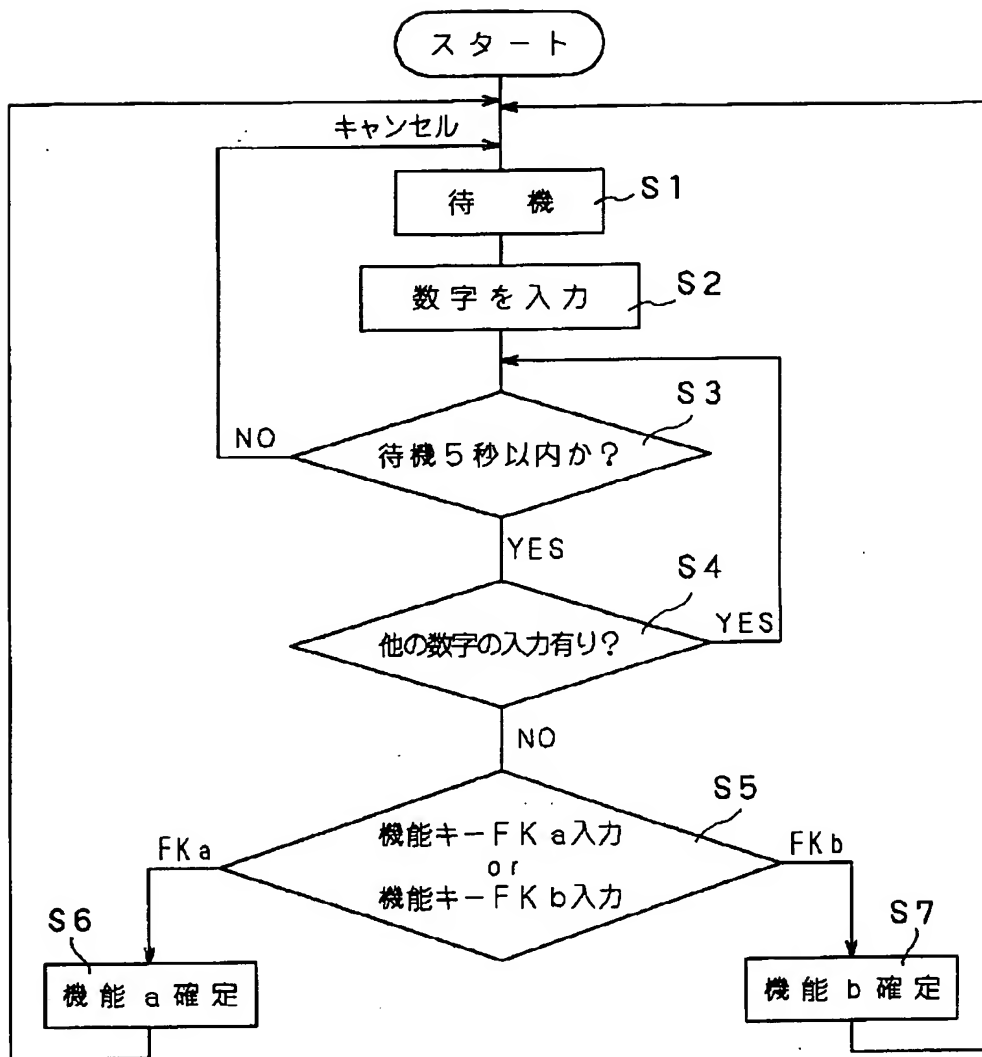 スタート
キャンセル
待機
S1
数字を入力
S2
S3
待機5秒以内か?
NO
YES
S4
他の数字の入力有り?
YES
NO
S5
機能キーFKa入力
or
機能キーFKb入力
FKa
FKb
S6
機能a確定
S7
機能b確定